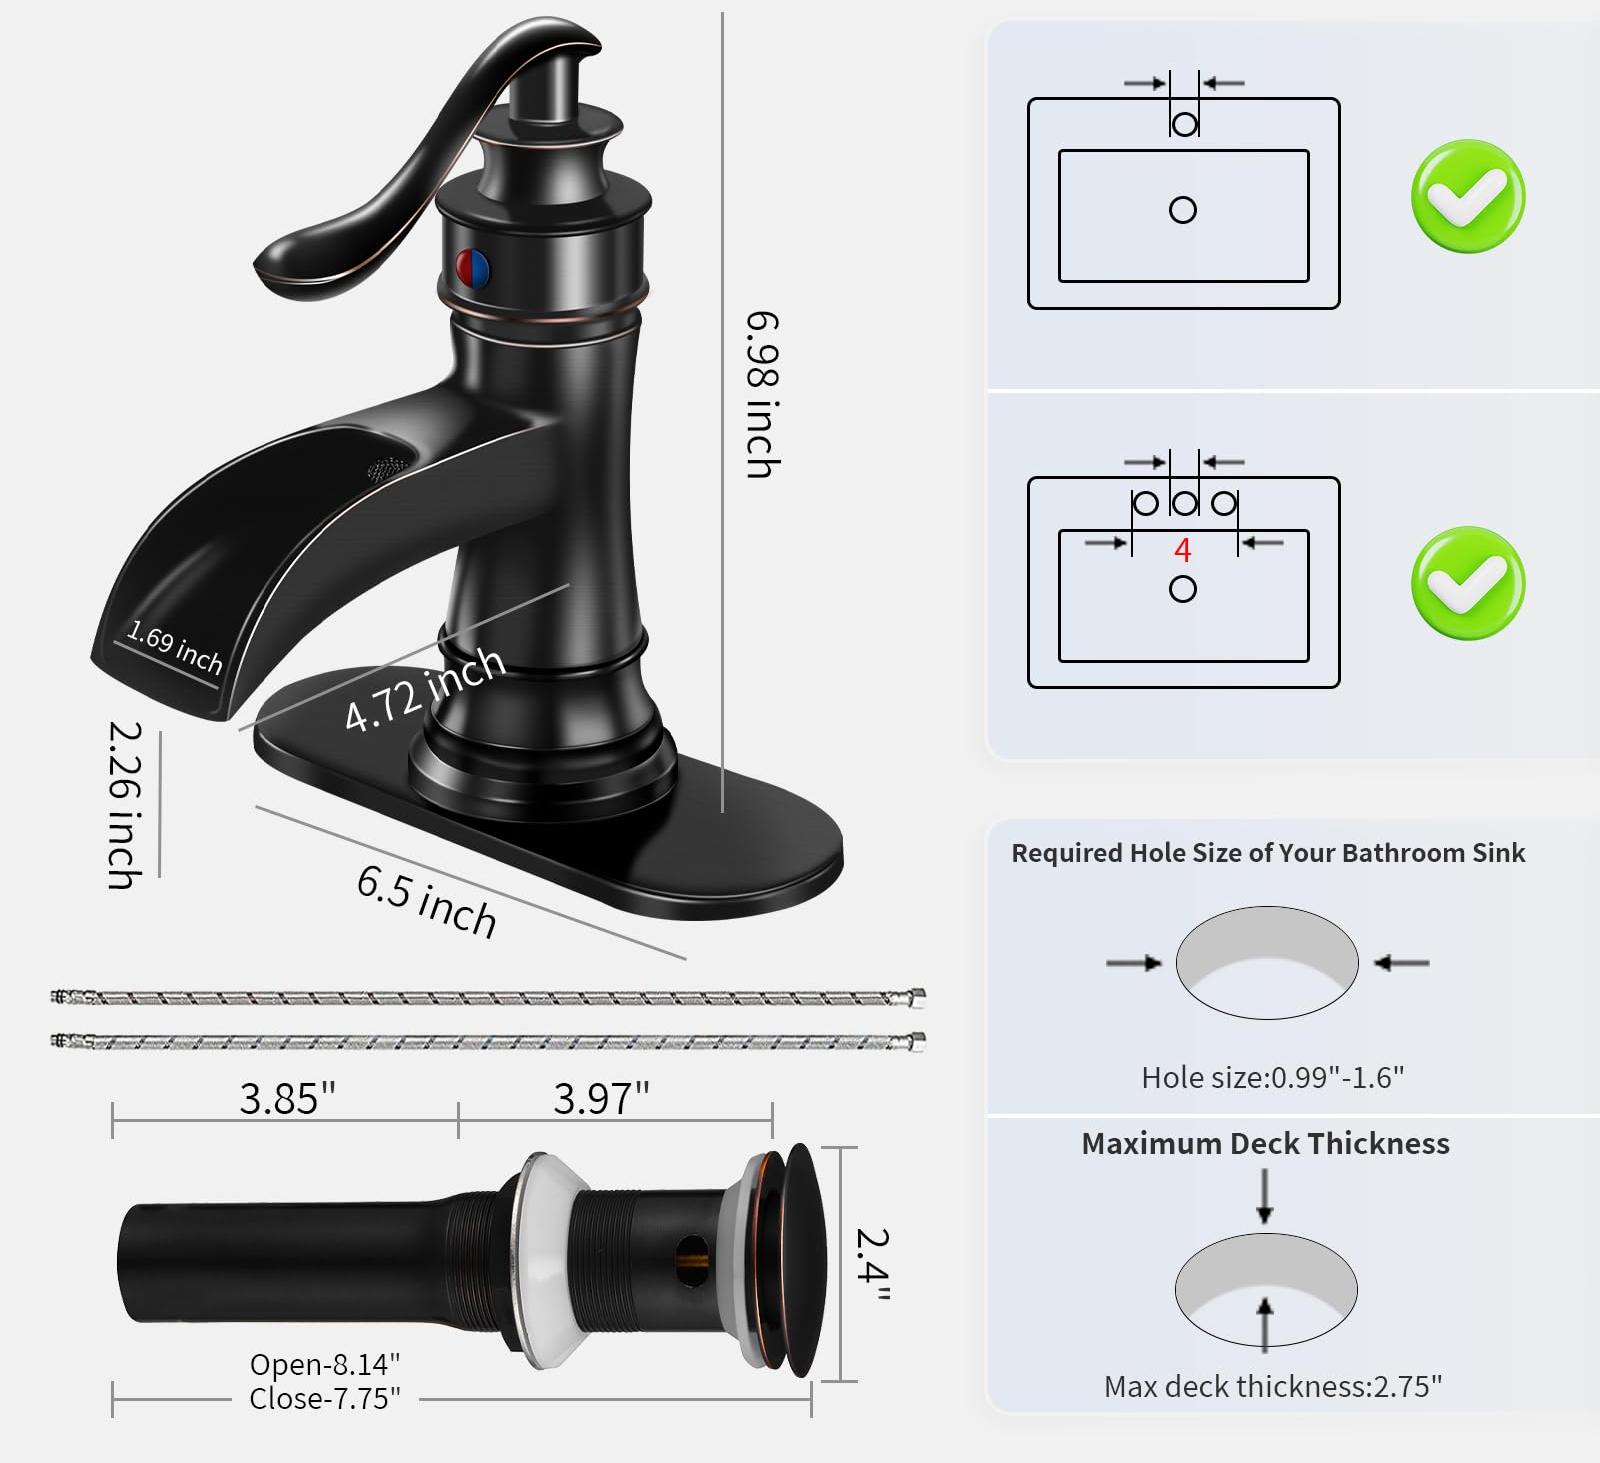 6.98 inch
1.69 inch
4.72 inch
2.26 inch
6.5 inch
3.85"
3.97"
2.4"
Open-8.14"
Close-7.75"
4
Required Hole Size of Your Bathroom Sink
Hole size:0.99"-1.6"
Maximum Deck Thickness
Max deck thickness:2.75"